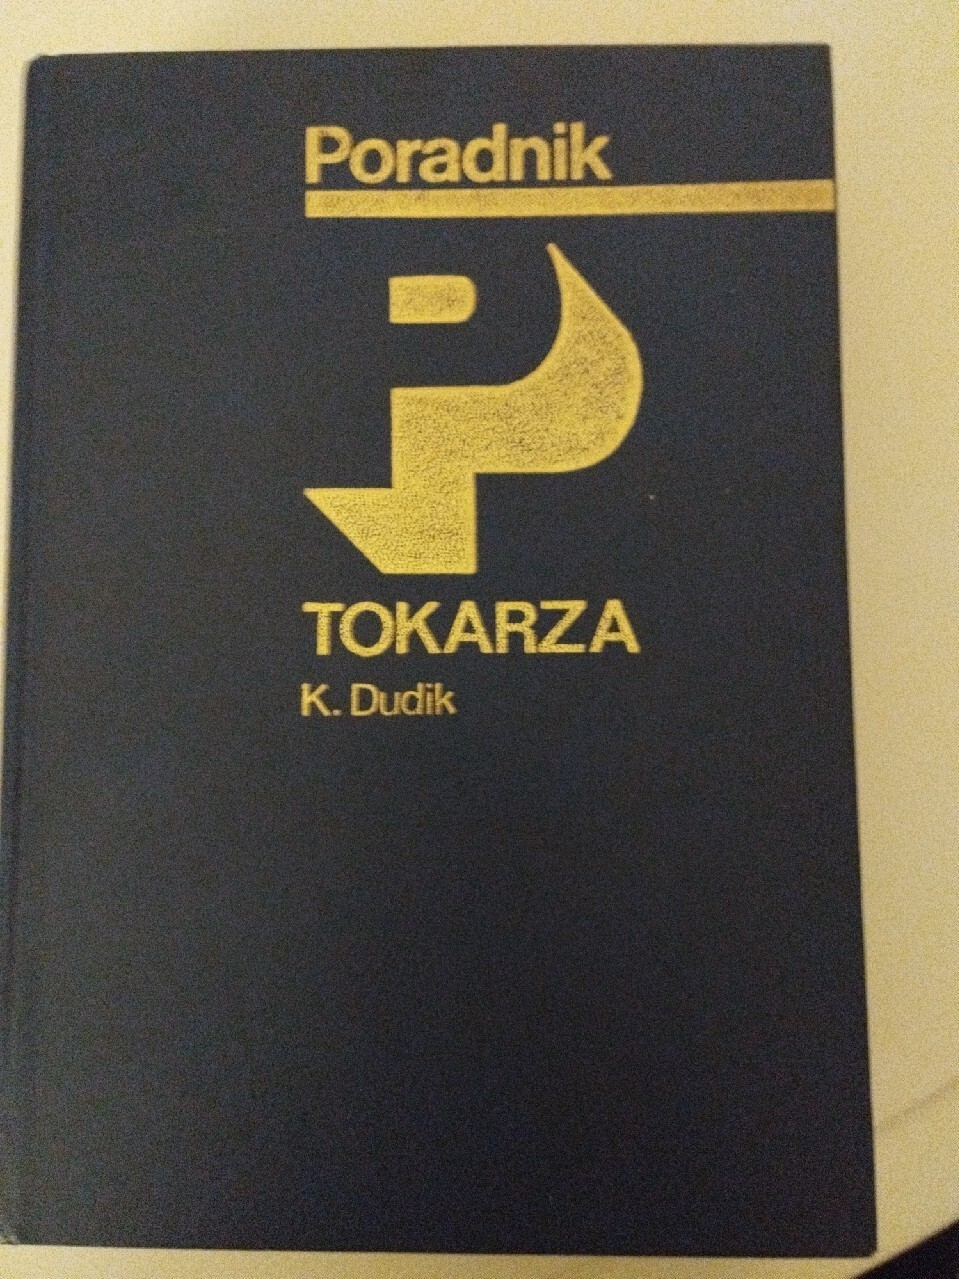 Poradnik
TOKARZA
K. Dudik